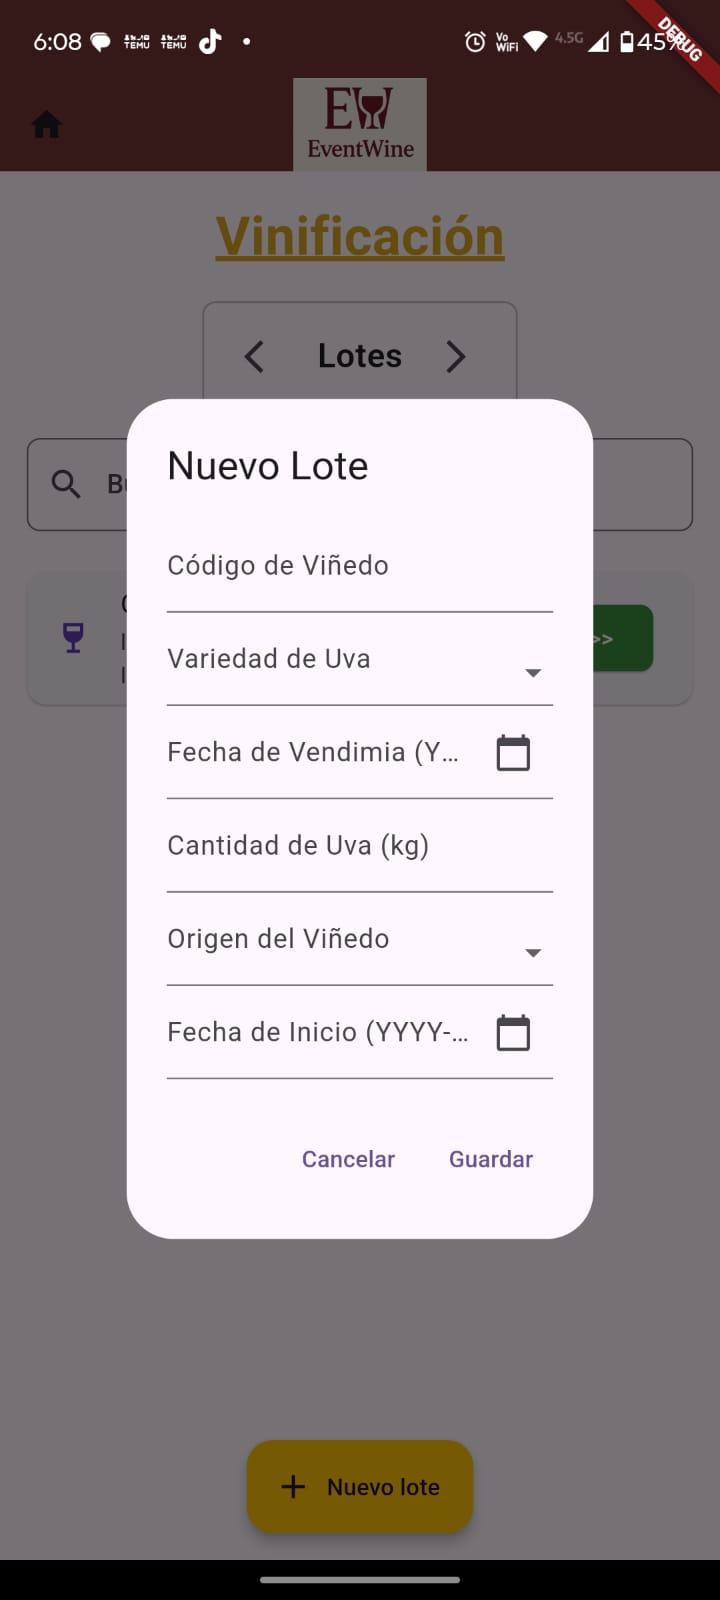 6:08
TEMU TEMU
Vo WiFi 4.5G 45%
DEBUG
EW
EventWine
Vinificación
Lotes
Nuevo Lote
Código de Viñedo
Variedad de Uva
Fecha de Vendimia (Y...
Cantidad de Uva (kg)
Origen del Viñedo
Fecha de Inicio (YYYY-...
>>
Cancelar
Guardar
Nuevo lote